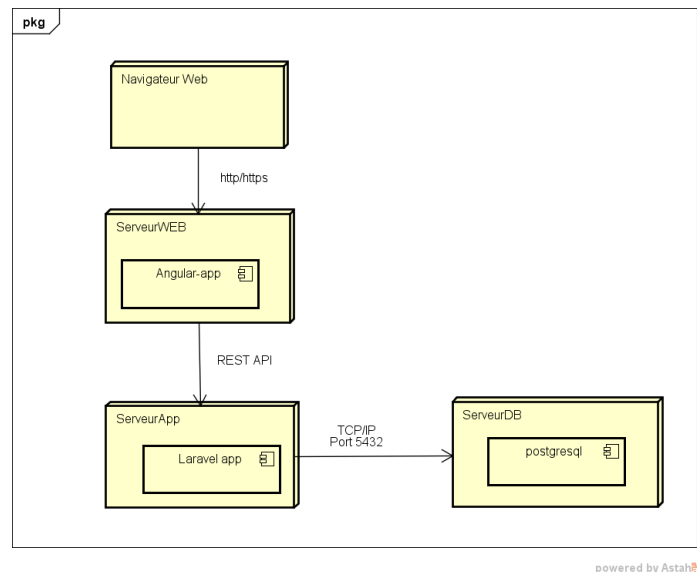 pkg
Navigateur Web
http/https
ServeurWEB
Angular-app
REST API
ServeurApp
Laravel app
TCP/IP
Port 5432
ServeurDB
postgresql
powered by Astah